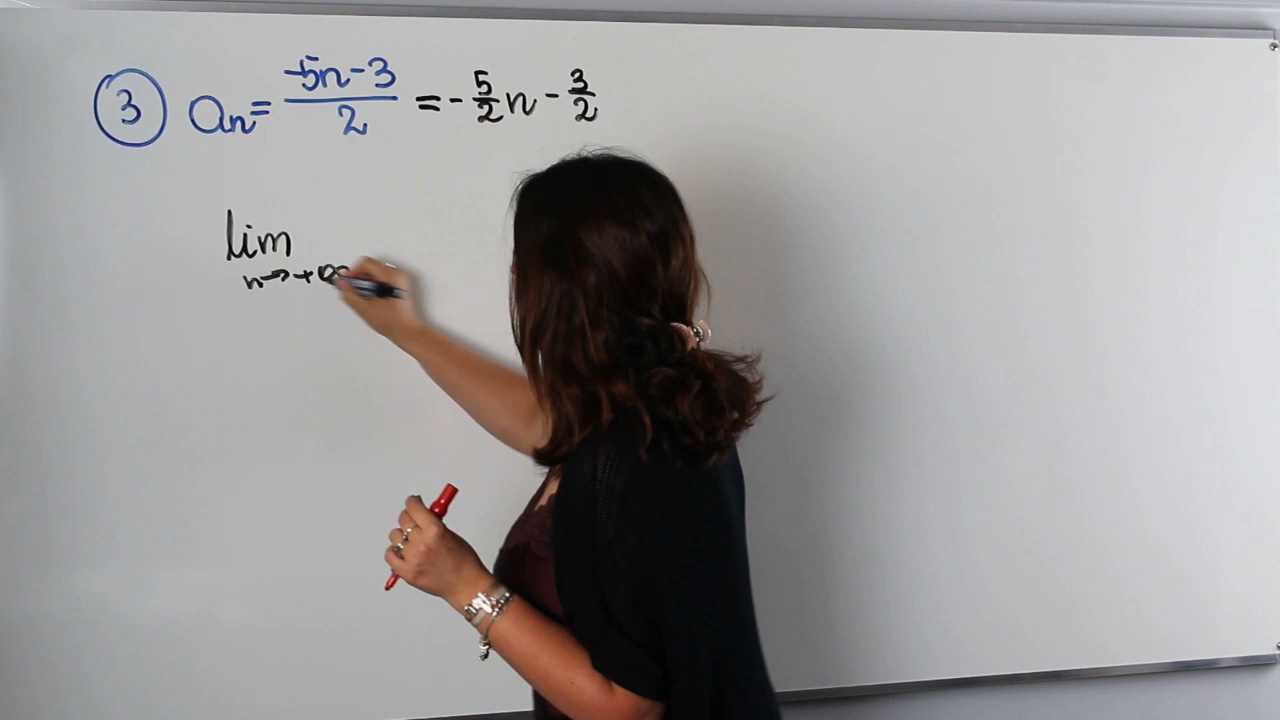 3 an = -5n-3/2 = -5/2 n - 3/2
lim
n→+∞